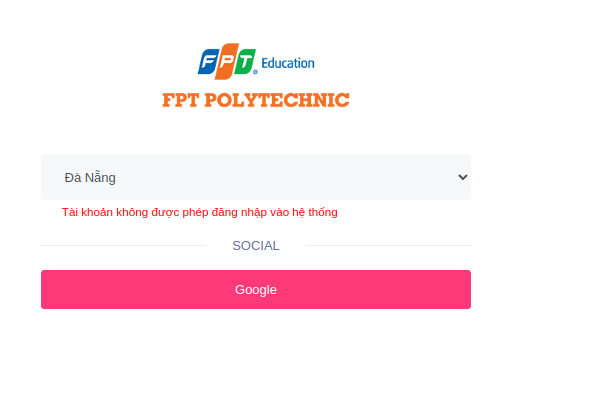 FPT Education
FPT POLYTECHNIC
Đà Nẵng
Tài khoản không được phép đăng nhập vào hệ thống
SOCIAL
Google